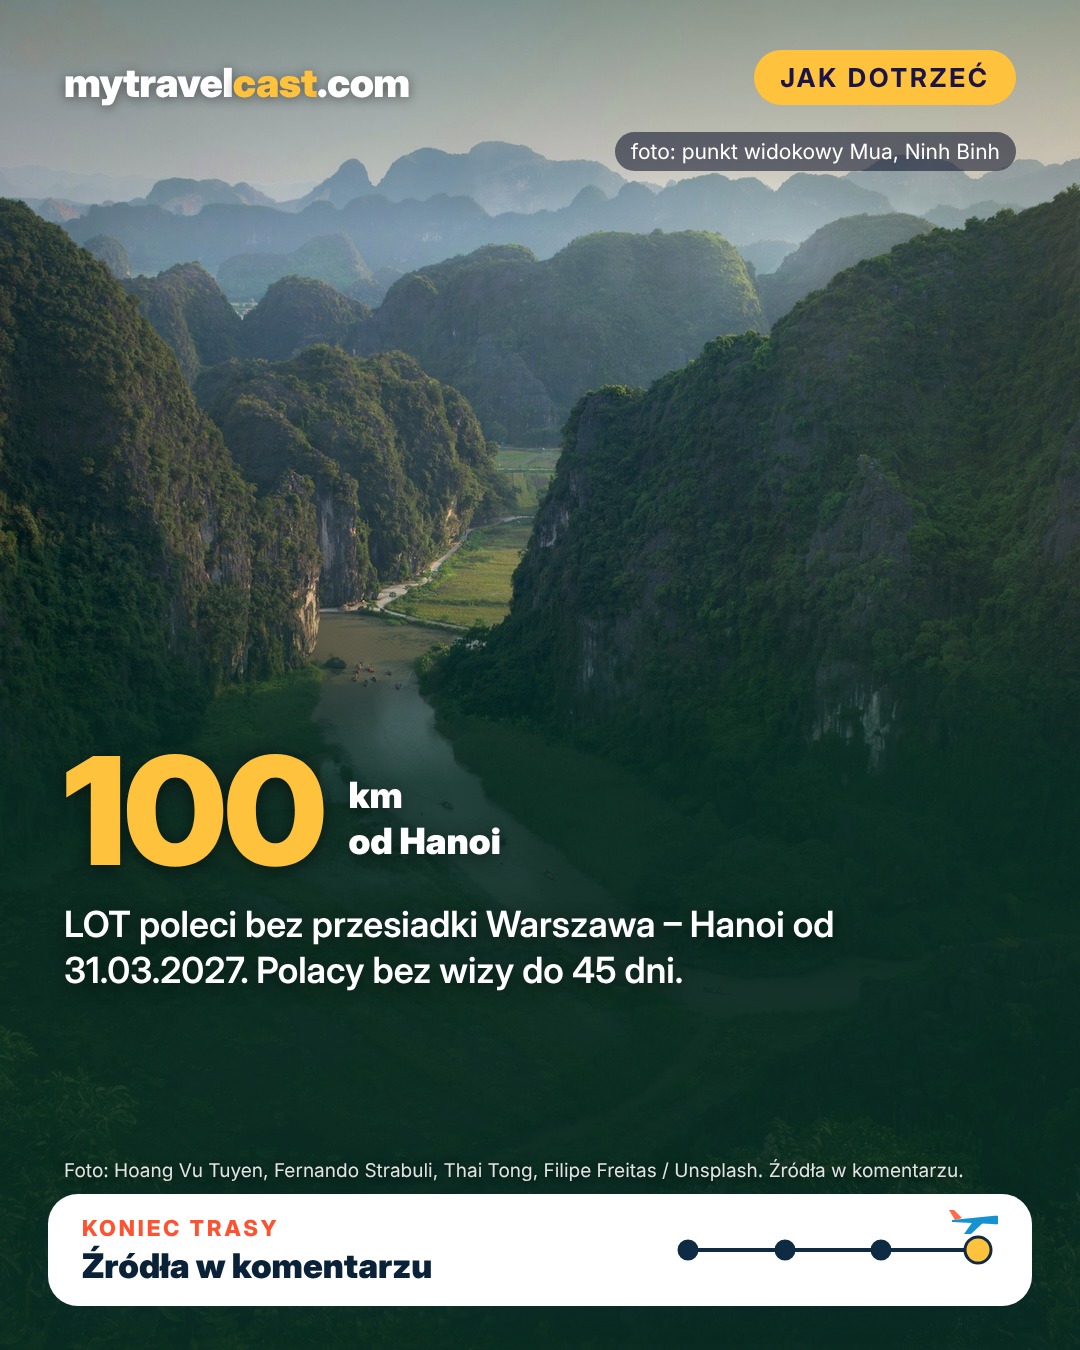 mytravelcast.com
JAK DOTRZEĆ
foto: punkt widokowy Mua, Ninh Binh
100
km
od Hanoi
LOT poleci bez przesiadki Warszawa – Hanoi od
31.03.2027. Polacy bez wizy do 45 dni.
Foto: Hoang Vu Tuyen, Fernando Strabuli, Thai Tong, Filipe Freitas / Unsplash. Źródła w komentarzu.
KONIEC TRASY
Źródła w komentarzu